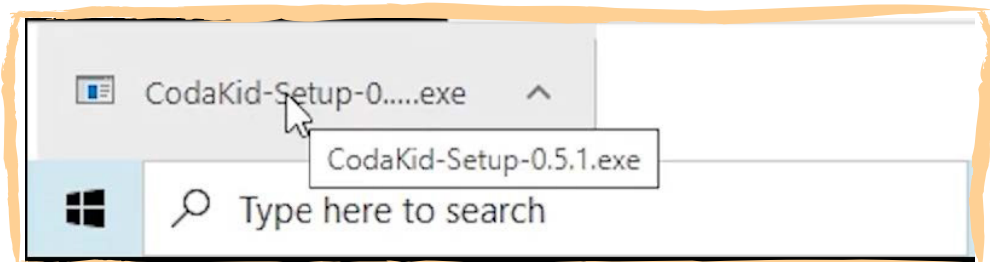 CodaKid-Setup-0.....exe
CodaKid-Setup-0.5.1.exe
Type here to search